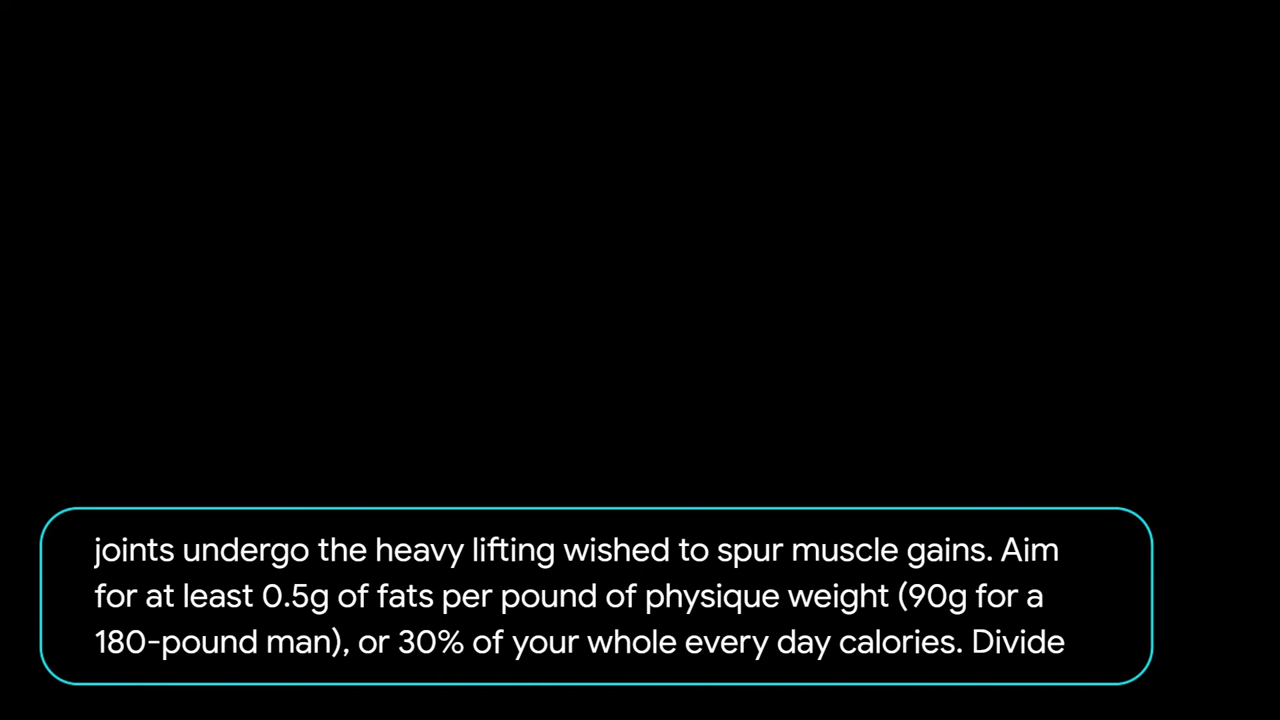 joints undergo the heavy lifting wished to spur muscle gains. Aim
for at least 0.5g of fats per pound of physique weight (90g for a
180-pound man), or 30% of your whole every day calories. Divide